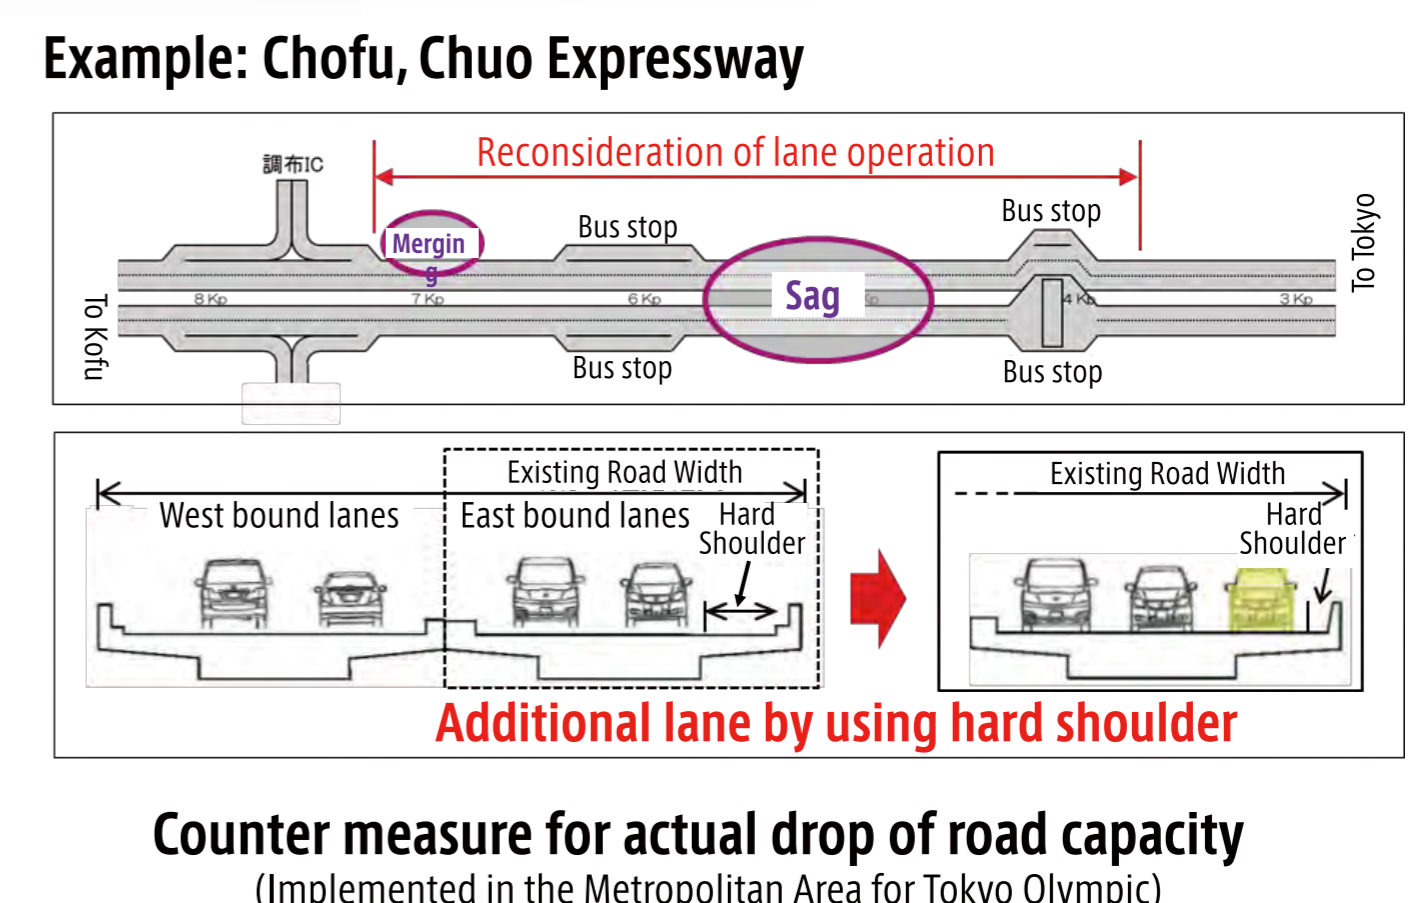 Example: Chofu, Chuo Expressway
Reconsideration of lane operation
調布IC
Bus stop
Bus stop
Mergin
g
Sag
To Tokyo
To Kofu
8 Kp
7 Kp
6 Kp
Kp
4 Kp
3 Kp
Bus stop
Bus stop
Existing Road Width
West bound lanes
East bound lanes
Hard
Shoulder
Existing Road Width
Hard
Shoulder
Additional lane by using hard shoulder
Counter measure for actual drop of road capacity
(Implemented in the Metropolitan Area for Tokyo Olympic)